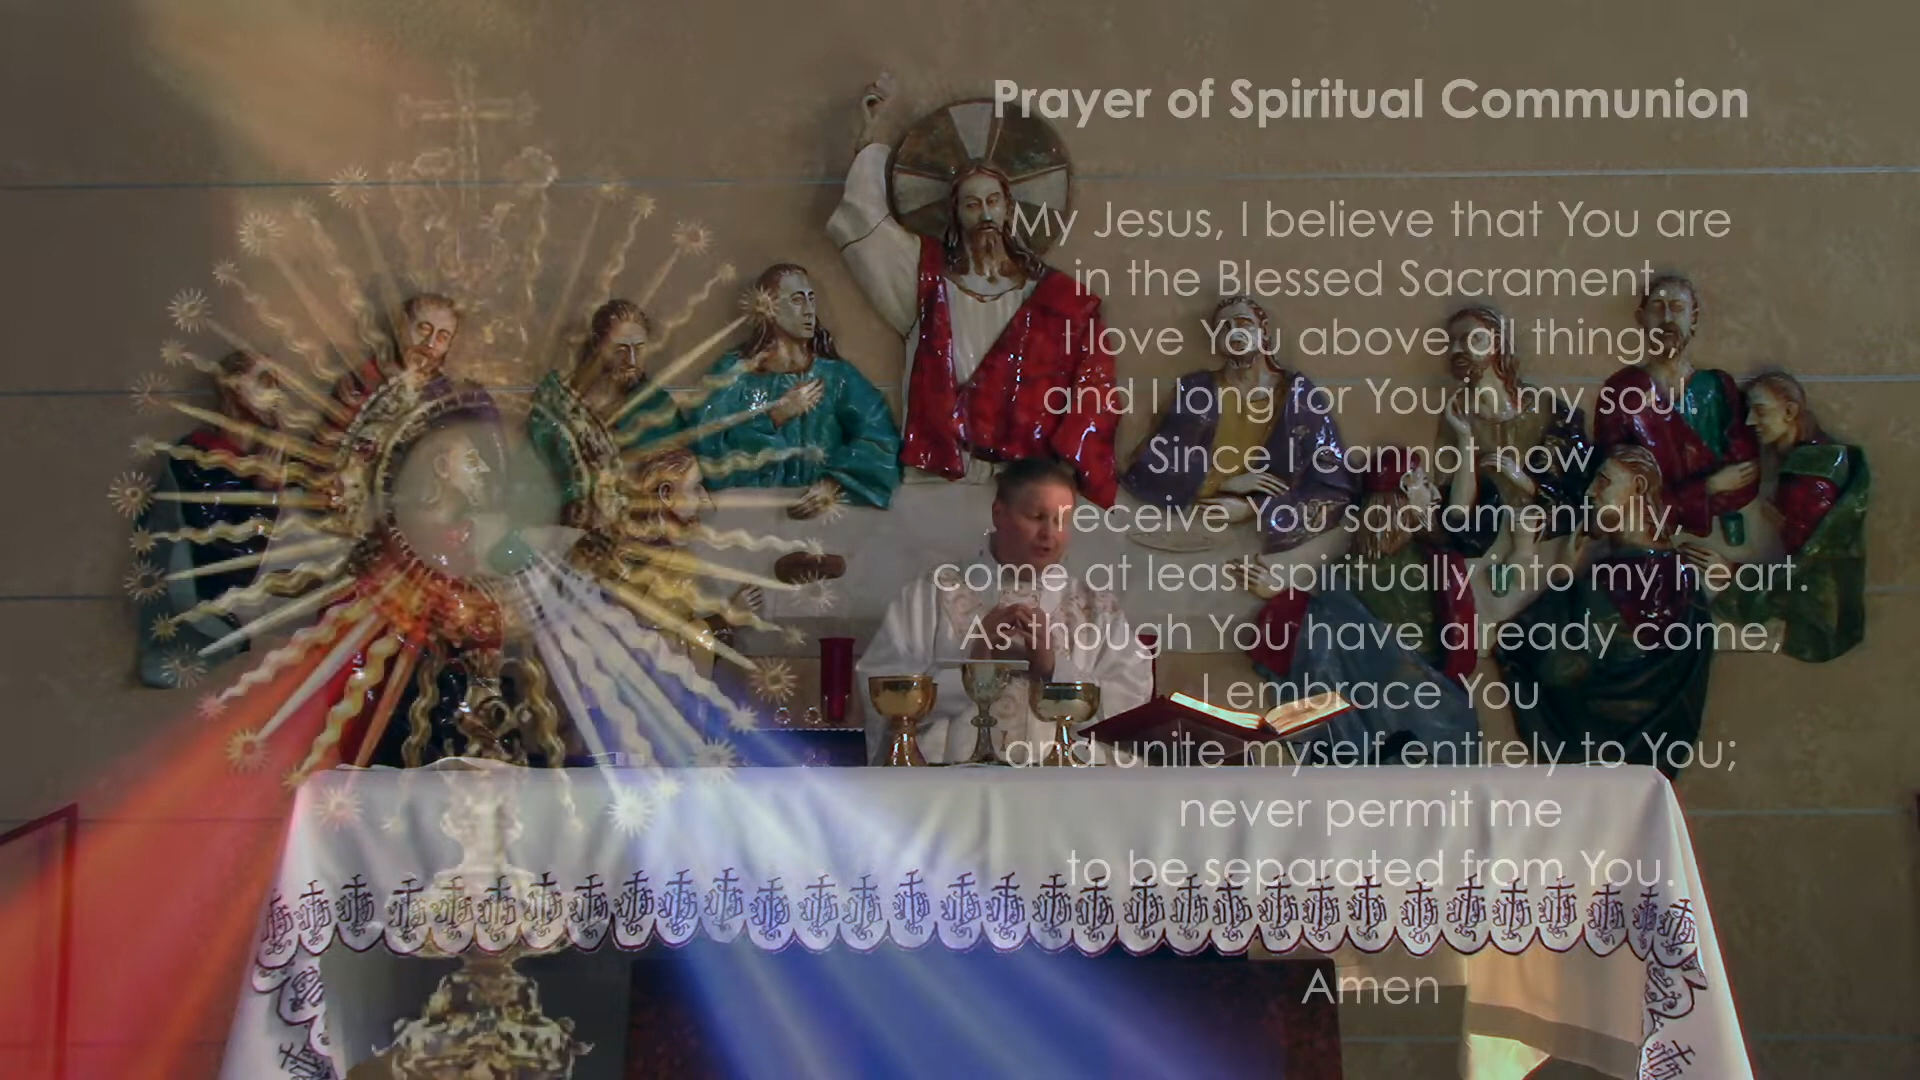 Prayer of Spiritual Communion
My Jesus, I believe that You are
in the Blessed Sacrament.
I love You above all things,
and I long for You in my soul.
Since I cannot now
receive You sacramentally,
come at least spiritually into my heart.
As though You have already come,
I embrace You
and unite myself entirely to You;
never permit me
to be separated from You.
Amen